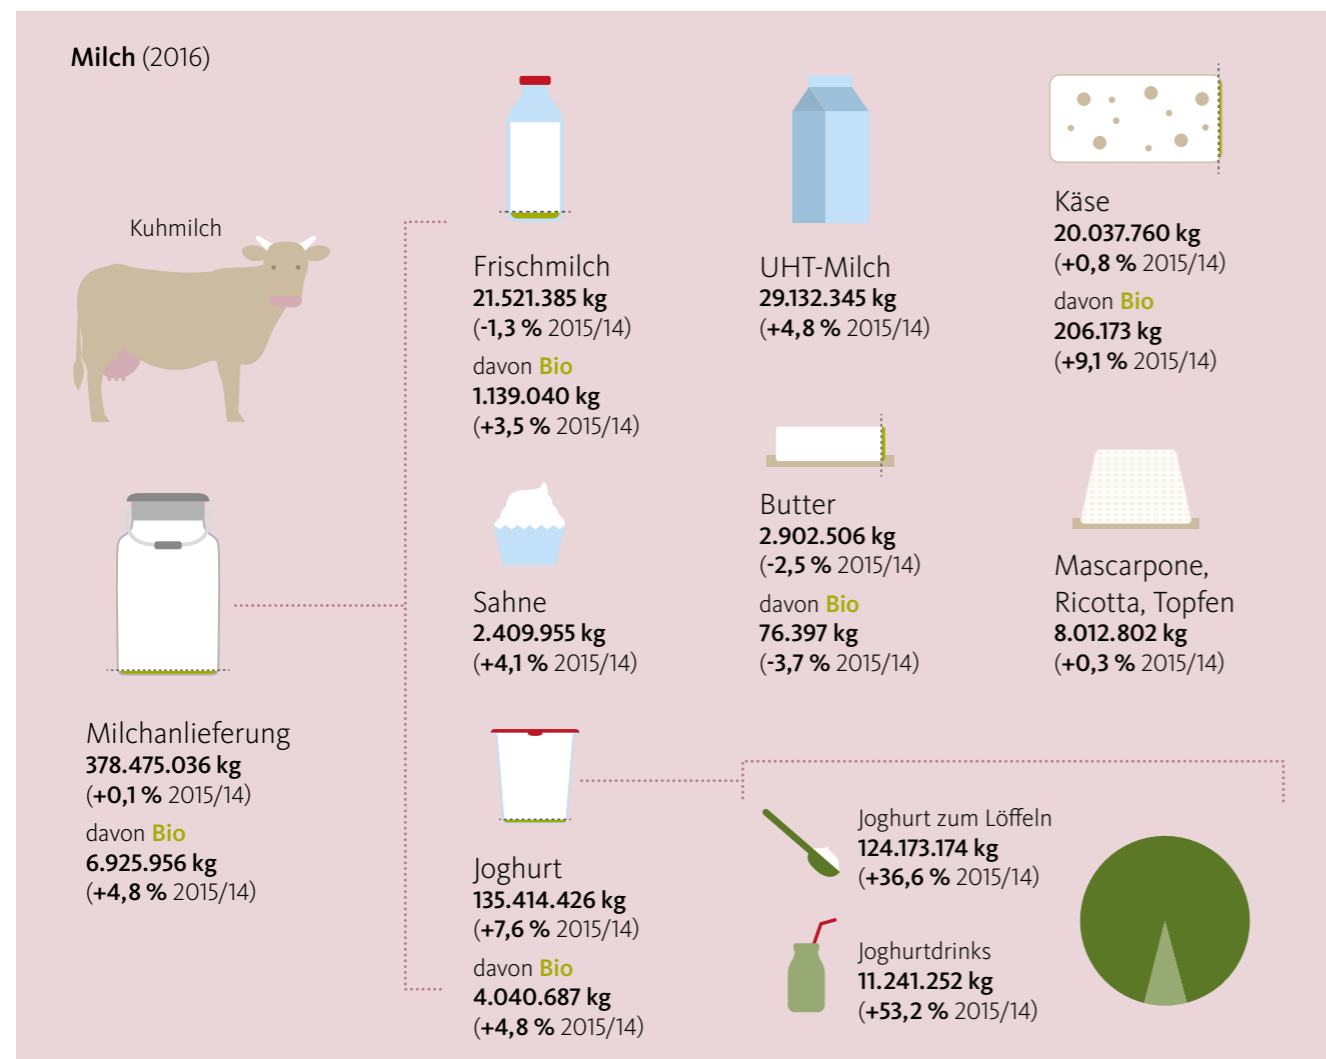 Milch (2016)
Kuhmilch
Milchanlieferung
378.475.036 kg
(+0,1 % 2015/14)
davon Bio
6.925.956 kg
(+4,8 % 2015/14)
Frischmilch
21.521.385 kg
(-1,3 % 2015/14)
davon Bio
1.139.040 kg
(+3,5 % 2015/14)
UHT-Milch
29.132.345 kg
(+4,8 % 2015/14)
Käse
20.037.760 kg
(+0,8 % 2015/14)
davon Bio
206.173 kg
(+9,1 % 2015/14)
Sahne
2.409.955 kg
(+4,1 % 2015/14)
Butter
2.902.506 kg
(-2,5 % 2015/14)
davon Bio
76.397 kg
(-3,7 % 2015/14)
Mascarpone,
Ricotta, Topfen
8.012.802 kg
(+0,3 % 2015/14)
Joghurt
135.414.426 kg
(+7,6 % 2015/14)
davon Bio
4.040.687 kg
(+4,8 % 2015/14)
Joghurt zum Löffeln
124.173.174 kg
(+36,6 % 2015/14)
Joghurtdrinks
11.241.252 kg
(+53,2 % 2015/14)